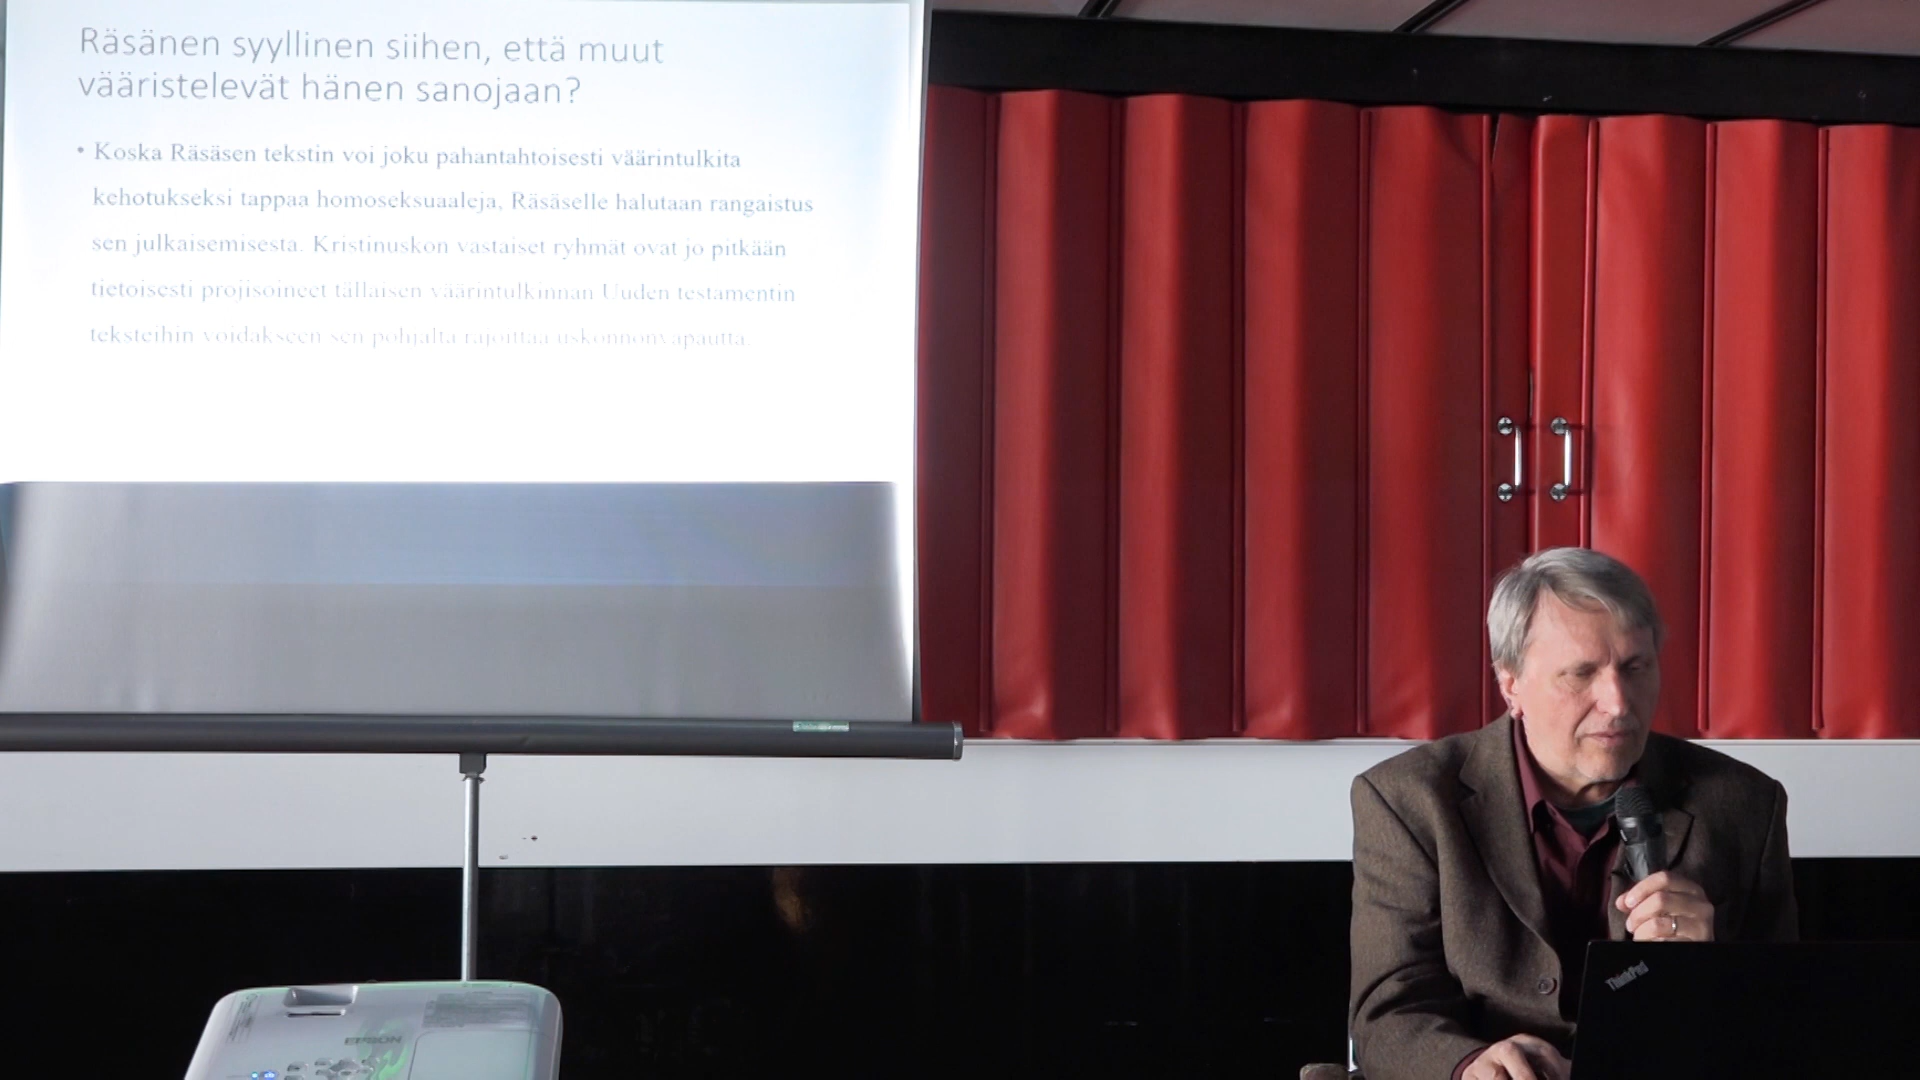 Räsänen syyllinen siihen, että muut
vääristelevät hänen sanojaan?
• Koska Räsäsen tekstin voi joku pahantahtoisesti väärintulkita
kehotukseksi tappaa homoseksuaaleja, Räsäselle halutaan rangaistus
sen julkaisemisesta. Kristinuskon vastaiset ryhmät ovat jo pitkään
tietoisesti projisoineet tällaisen väärintulkinnan Uuden testamentin
teksteihin voidakseen sen pohjalta rajoittaa uskonnonvapautta.
ThinkPad
EPSON